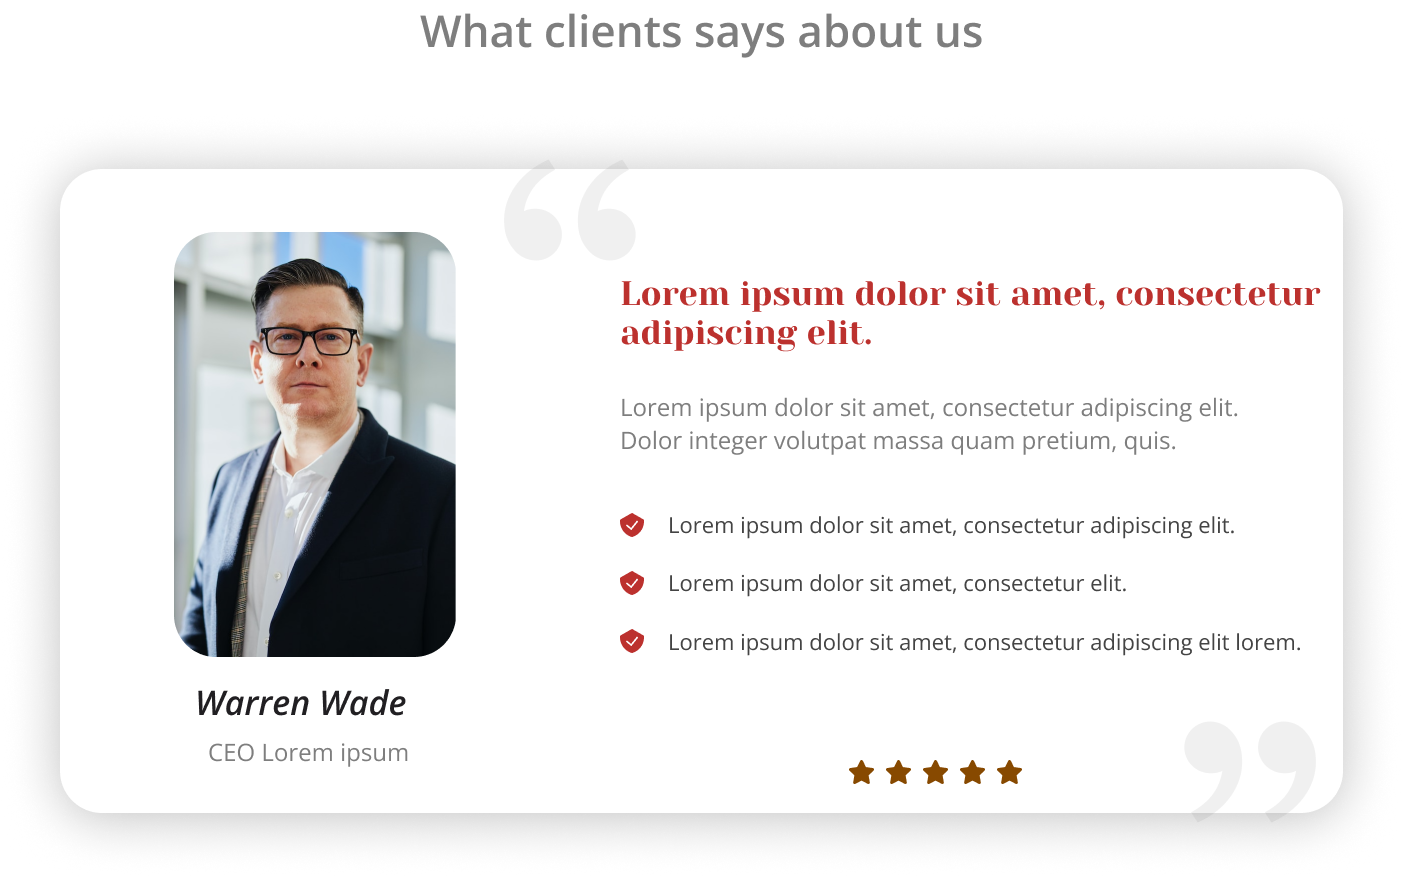 What clients says about us
“
Lorem ipsum dolor sit amet, consectetur
adipiscing elit.
Lorem ipsum dolor sit amet, consectetur adipiscing elit.
Dolor integer volutpat massa quam pretium, quis.
Lorem ipsum dolor sit amet, consectetur adipiscing elit.
Lorem ipsum dolor sit amet, consectetur elit.
Lorem ipsum dolor sit amet, consectetur adipiscing elit lorem.
”
Warren Wade
CEO Lorem ipsum